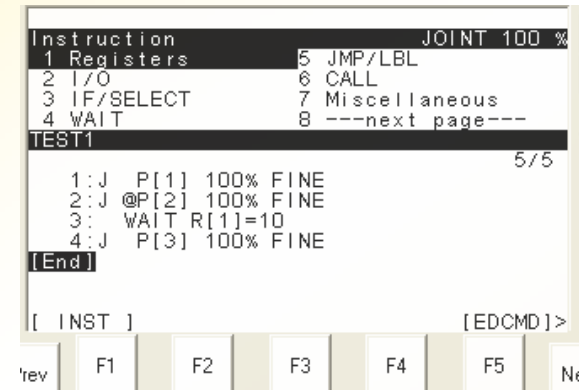 Instruction JOINT 100 %
1 Registers 5 JMP/LBL
2 I/O 6 CALL
3 IF/SELECT 7 Miscellaneous
4 WAIT 8 ---next page---
TEST1
5/5
1:J P[1] 100% FINE
2:J @P[2] 100% FINE
3: WAIT R[1]=10
4:J P[3] 100% FINE
[End]
[ INST ] [EDCMD]>
rev F1 F2 F3 F4 F5 Ne